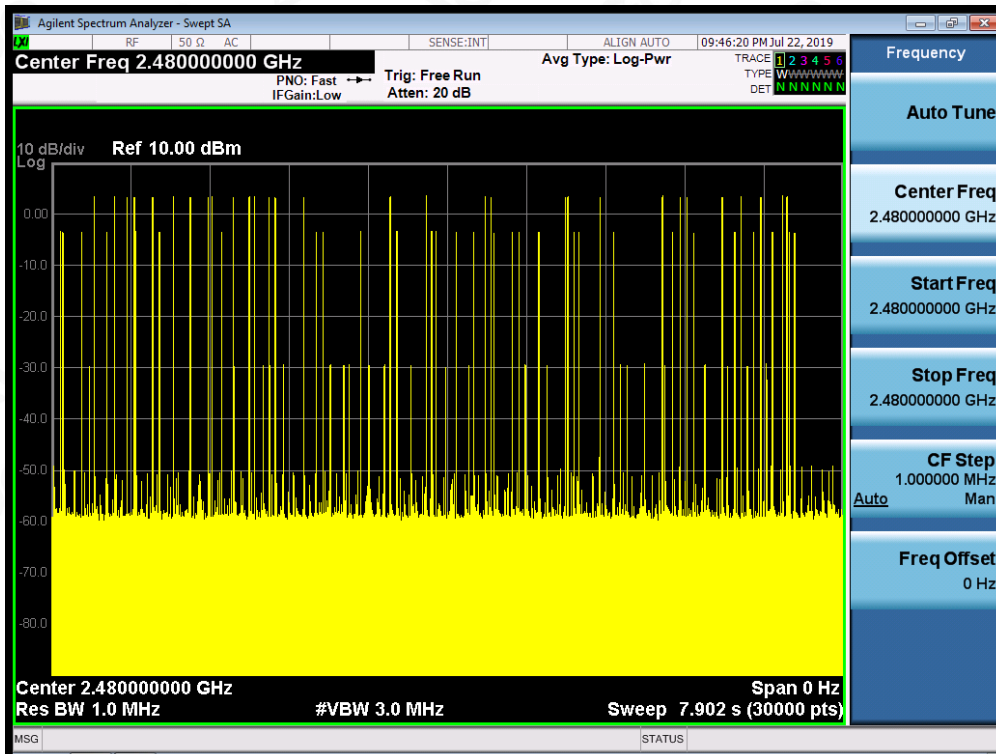 Agilent Spectrum Analyzer - Swept SA
LXI RF 50 Ω AC SENSE:INT ALIGN AUTO 09:46:20 PM Jul 22, 2019
Center Freq 2.480000000 GHz
PNO: Fast
IFGain:Low
Trig: Free Run
Atten: 20 dB
Avg Type: Log-Pwr
TRACE 1 2 3 4 5 6
TYPE W W W W W W
DET N N N N N N
10 dB/div Ref 10.00 dBm
Log
0.00
-10.0
-20.0
-30.0
-40.0
-50.0
-60.0
-70.0
-80.0
Center 2.480000000 GHz Span 0 Hz
Res BW 1.0 MHz #VBW 3.0 MHz Sweep 7.902 s (30000 pts)
MSG STATUS
Frequency
Auto Tune
Center Freq
2.480000000 GHz
Start Freq
2.480000000 GHz
Stop Freq
2.480000000 GHz
CF Step
1.000000 MHz
Auto Man
Freq Offset
0 Hz